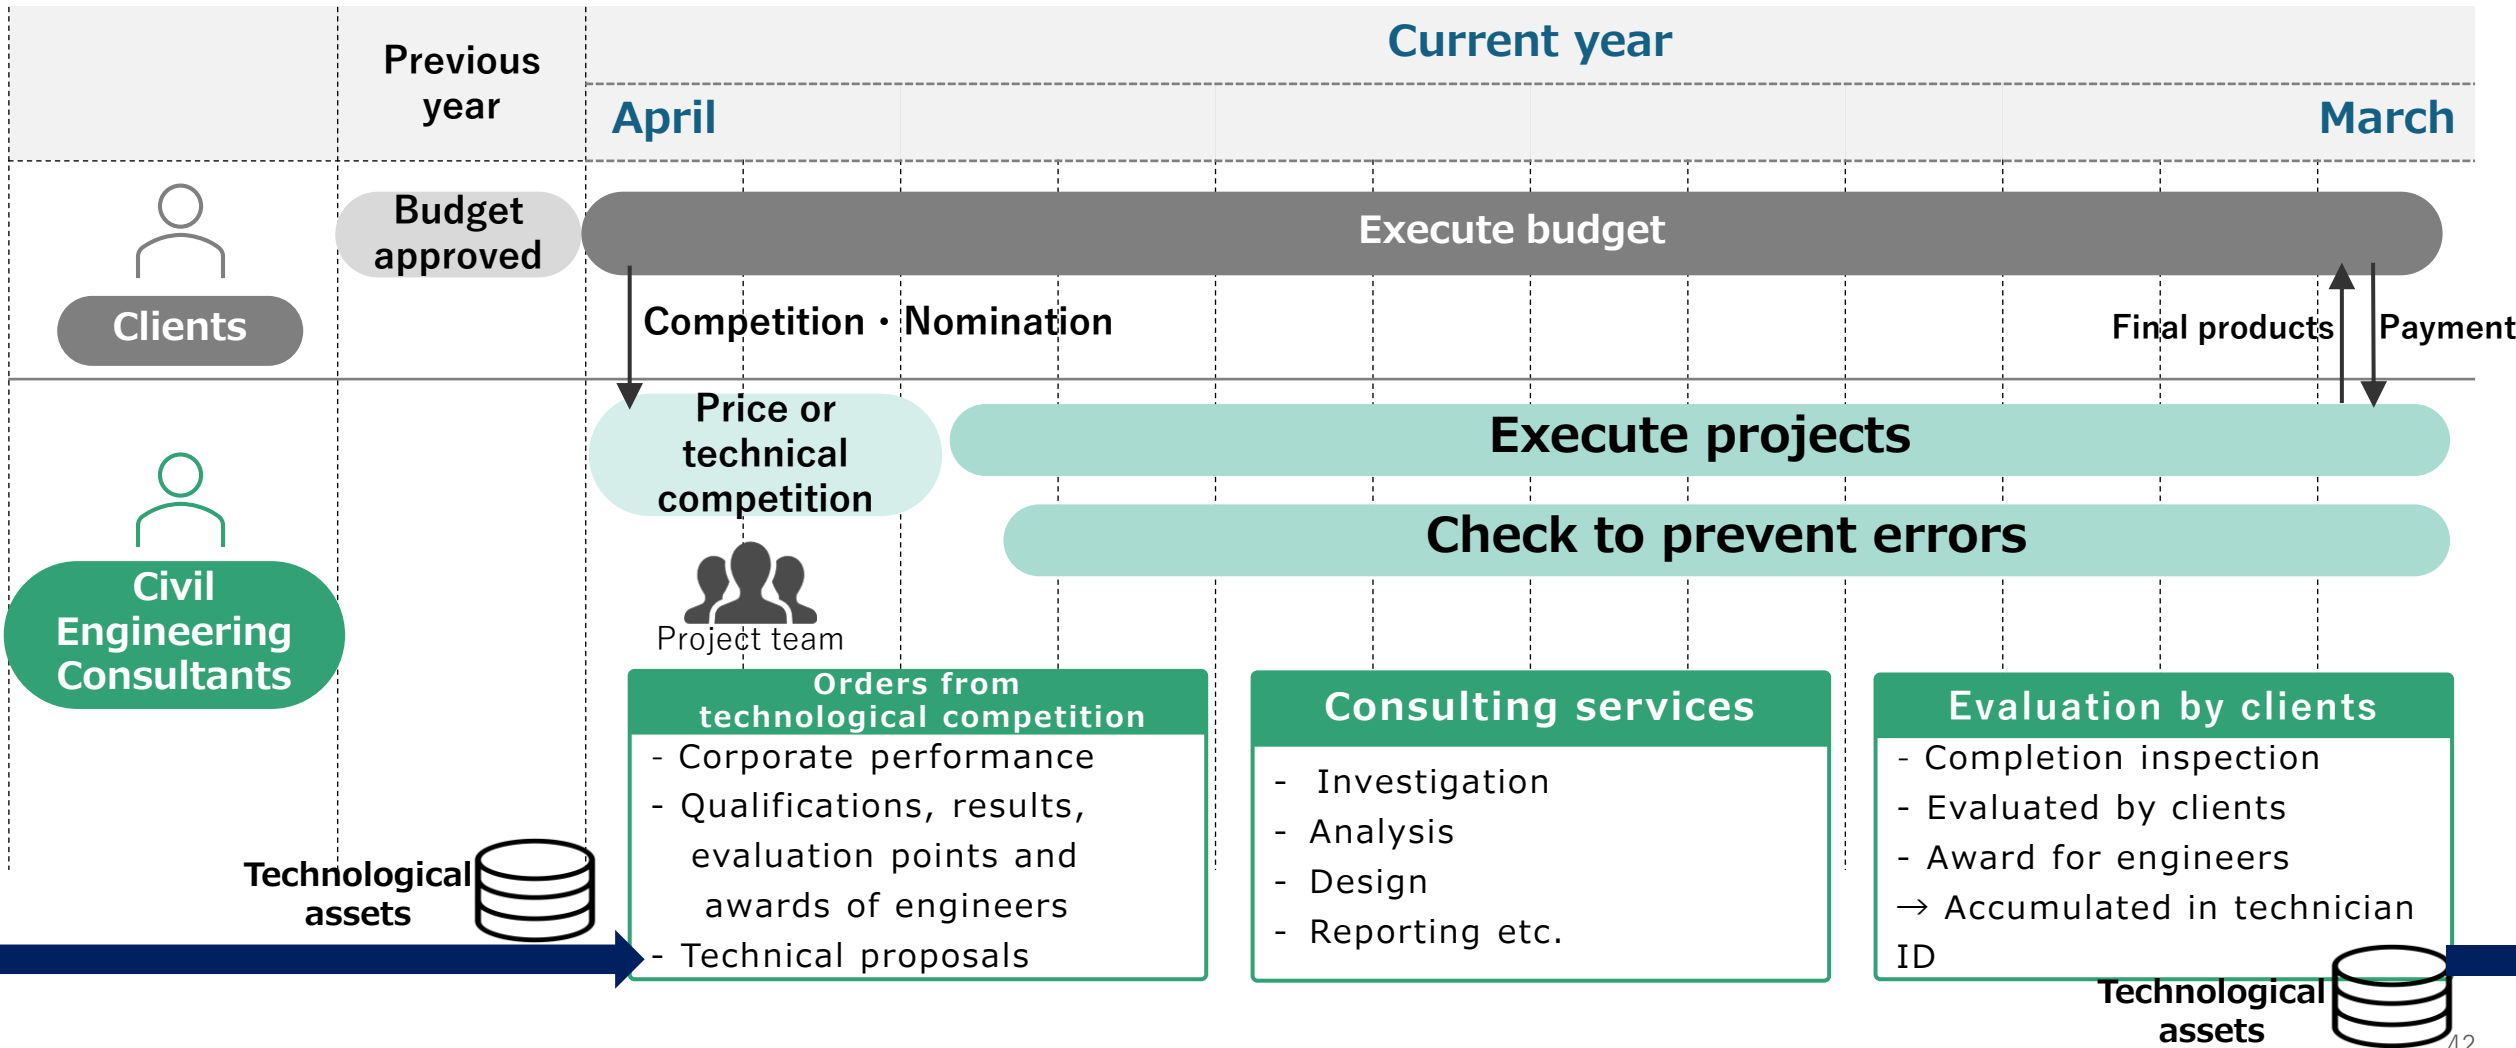 Previous
year
Current year
April
March
Clients
Budget
approved
Execute budget
Competition・Nomination
Final products
Payment
Civil
Engineering
Consultants
Price or
technical
competition
Execute projects
Check to prevent errors
Project team
Technological
assets
Orders from
technological competition
- Corporate performance
- Qualifications, results,
evaluation points and
awards of engineers
- Technical proposals
Consulting services
- Investigation
- Analysis
- Design
- Reporting etc.
Evaluation by clients
- Completion inspection
- Evaluated by clients
- Award for engineers
→ Accumulated in technician
ID
Technological
assets
42